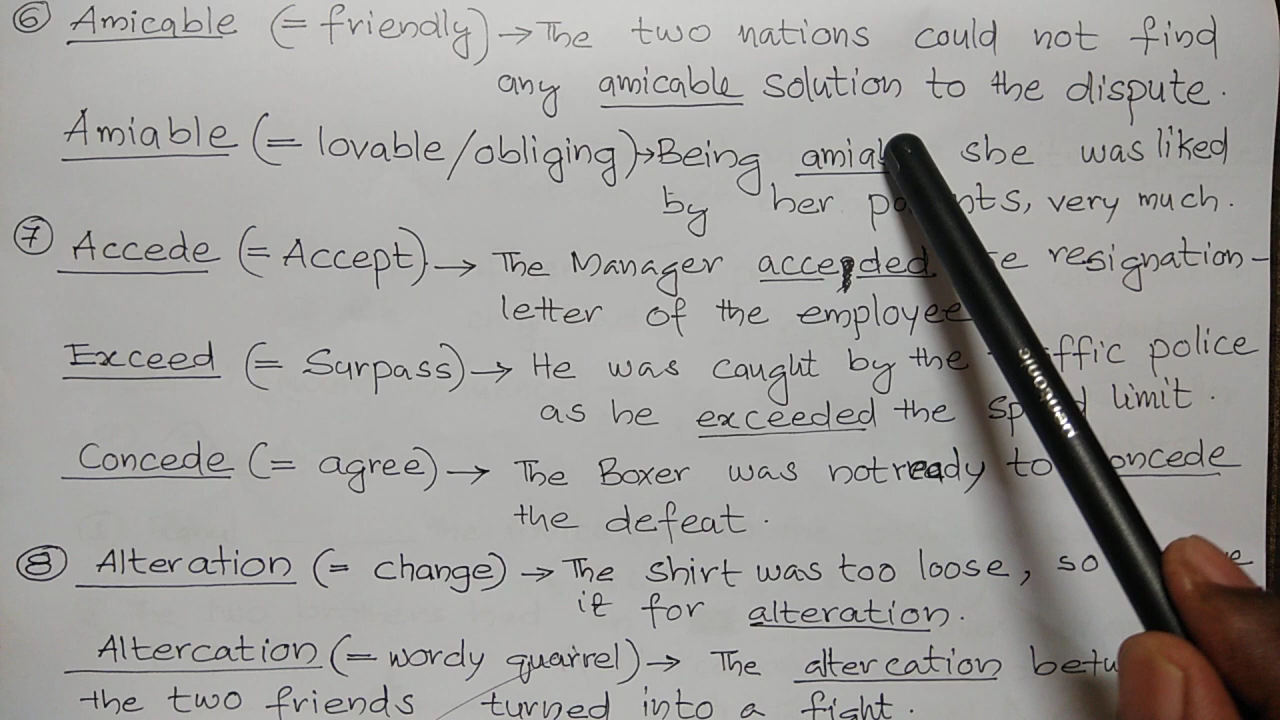 ⑥ Amicable (= friendly) → The two nations could not find
any amicable solution to the dispute.
Amiable (= lovable/obliging) → Being she was liked
by her very much.
⑦ Accede (= Accept) → The Manager acceded resignation-
letter of the employee
Exceed (= Surpass) → He was caught by the police
as he exceeded the limit.
Concede (= agree) → The Boxer was not ready to
the defeat.
⑧ Alteration (= change) → The shirt was too loose, so
it for alteration.
Altercation (= wordy quarrel) → The altercation
the two friends turned into a fight.
Reynolds